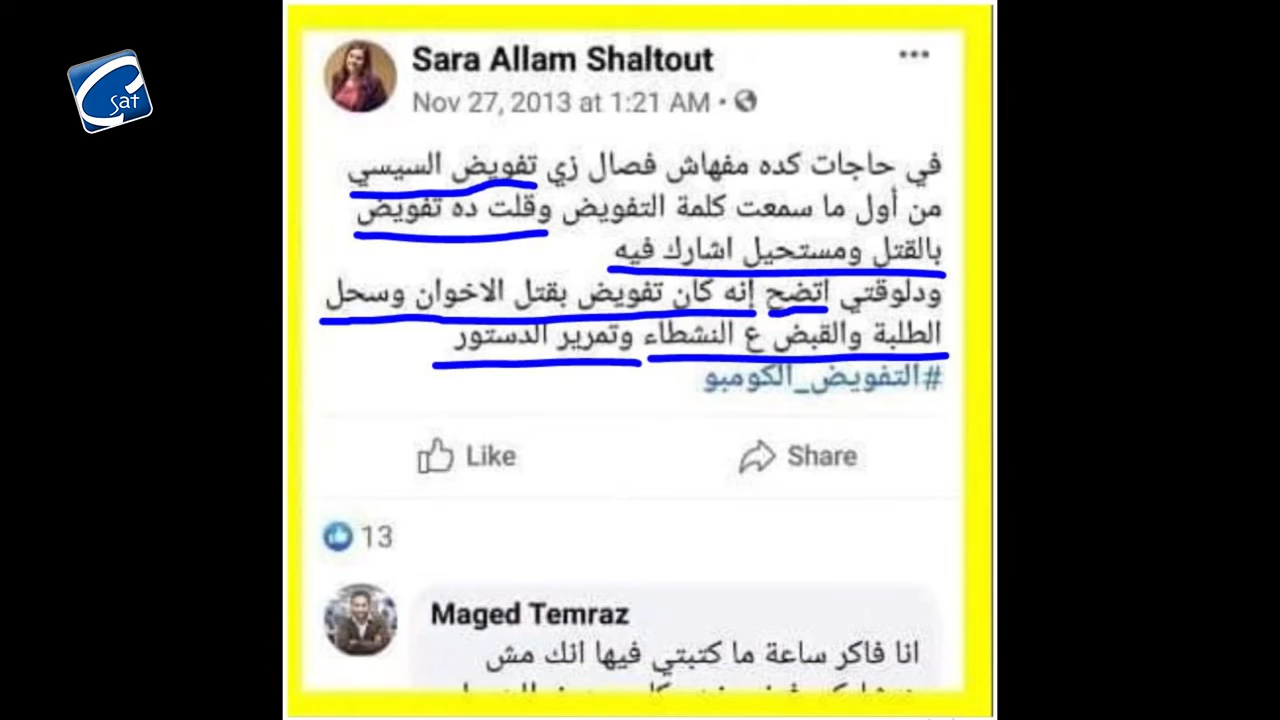 Sat
Sara Allam Shaltout
Nov 27, 2013 at 1:21 AM
في حاجات كده مفهاش فصال زي تفويض السيسي
من أول ما سمعت كلمة التفويض وقلت ده تفويض
بالقتل ومستحيل اشارك فيه
ودلوقتي اتضح إنه كان تفويض بقتل الاخوان وسحل
الطلبة والقبض ع النشطاء وتمرير الدستور
#التفويض_الكومبو
Like
Share
13
Maged Temraz
انا فاكر ساعة ما كتبتي فيها انك مش